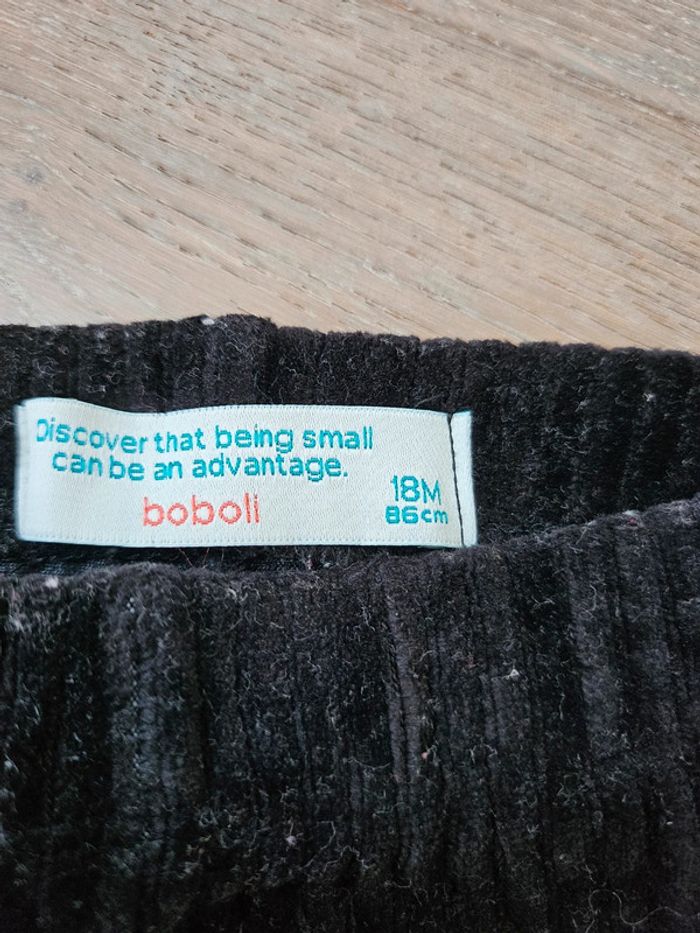 Discover that being small
can be an advantage.
boboli
18M
86cm